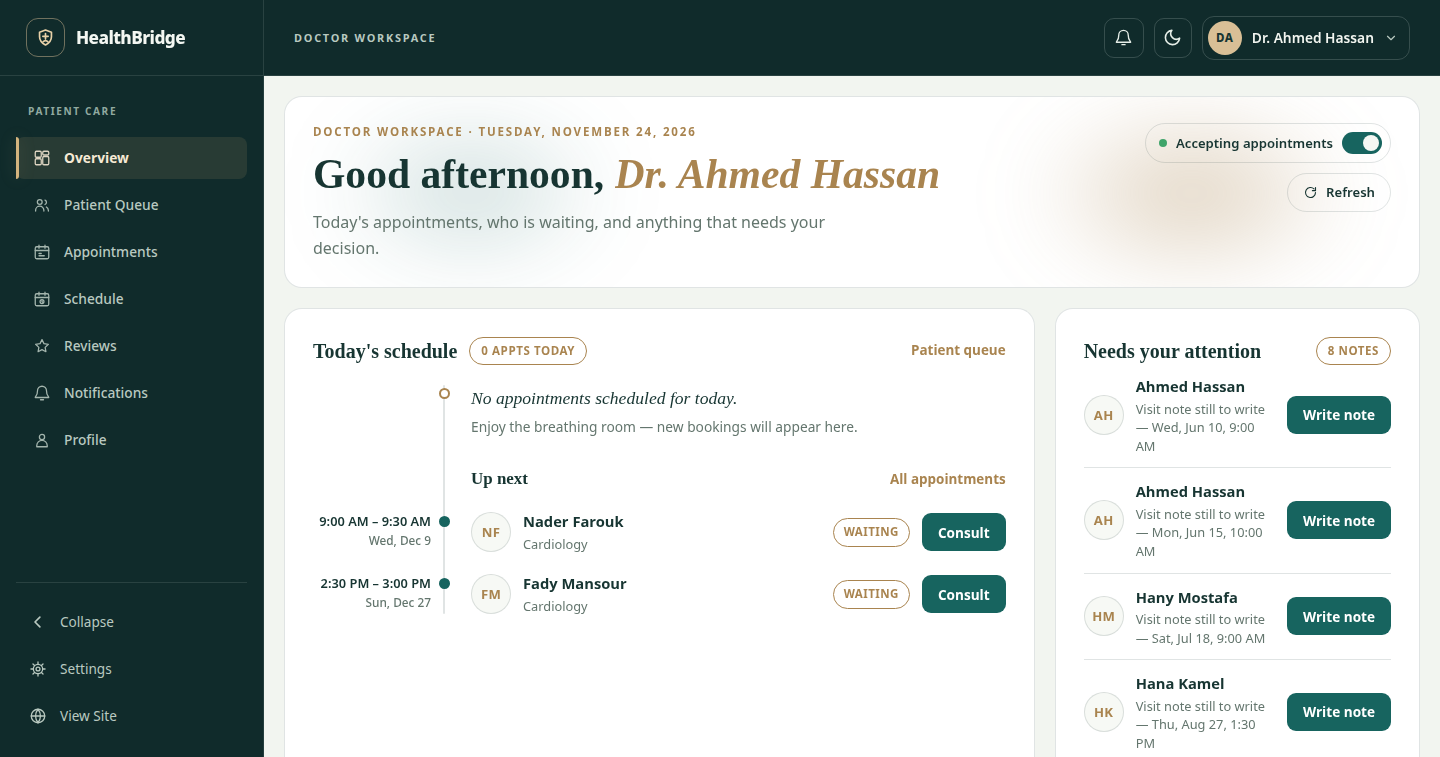 HealthBridge
DOCTOR WORKSPACE
DA
Dr. Ahmed Hassan
PATIENT CARE
Overview
Patient Queue
Appointments
Schedule
Reviews
Notifications
Profile
Collapse
Settings
View Site
DOCTOR WORKSPACE · TUESDAY, NOVEMBER 24, 2026
Good afternoon, Dr. Ahmed Hassan
Today's appointments, who is waiting, and anything that needs your
decision.
Accepting appointments
Refresh
Today's schedule
0 APPTS TODAY
Patient queue
No appointments scheduled for today.
Enjoy the breathing room — new bookings will appear here.
Up next
All appointments
9:00 AM – 9:30 AM
Wed, Dec 9
NF
Nader Farouk
Cardiology
WAITING
Consult
2:30 PM – 3:00 PM
Sun, Dec 27
FM
Fady Mansour
Cardiology
WAITING
Consult
Needs your attention
8 NOTES
AH
Ahmed Hassan
Visit note still to write
— Wed, Jun 10, 9:00
AM
Write note
AH
Ahmed Hassan
Visit note still to write
— Mon, Jun 15, 10:00
AM
Write note
HM
Hany Mostafa
Visit note still to write
— Sat, Jul 18, 9:00 AM
Write note
HK
Hana Kamel
Visit note still to write
— Thu, Aug 27, 1:30
PM
Write note